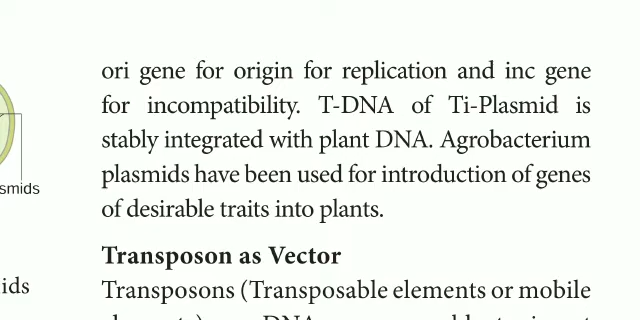 ori gene for origin for replication and inc gene
for incompatibility. T-DNA of Ti-Plasmid is
stably integrated with plant DNA. Agrobacterium
plasmids have been used for introduction of genes
of desirable traits into plants.
Transposon as Vector
Transposons (Transposable elements or mobile
DNA